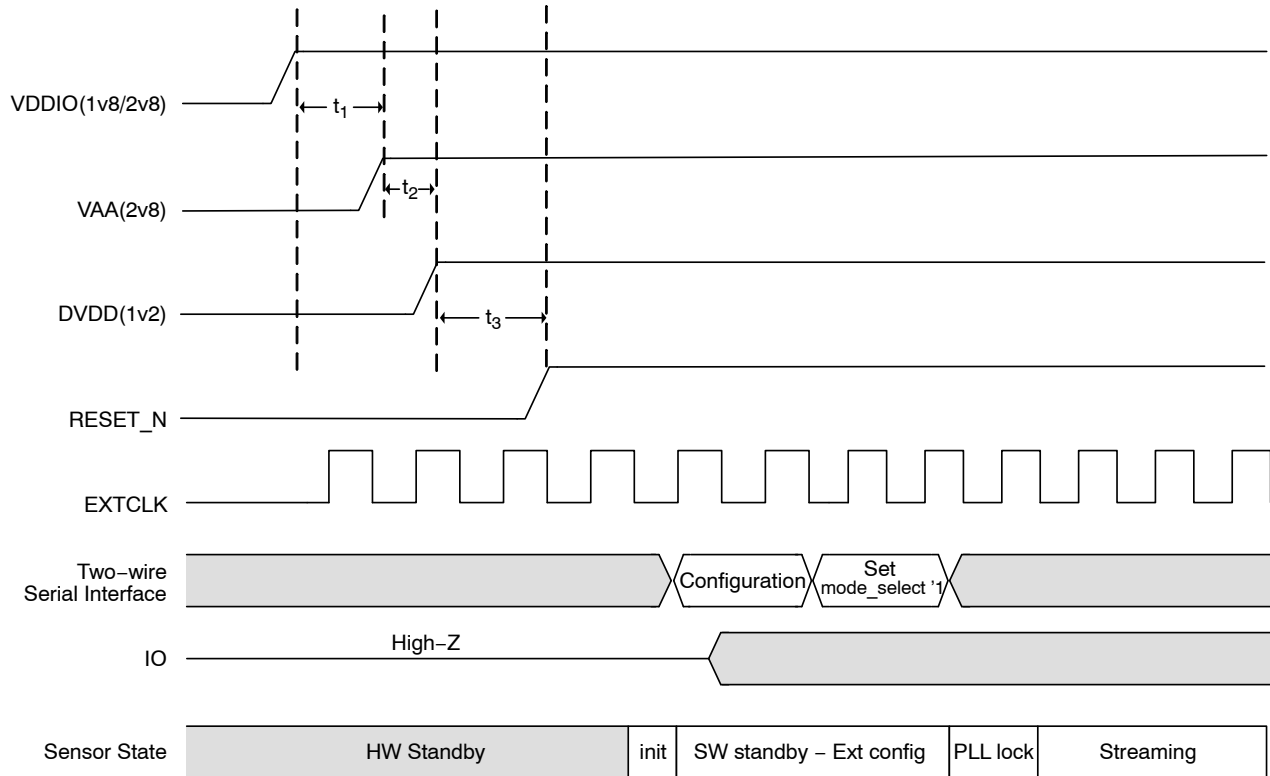 VDDIO(1v8/2v8)
t1
VAA(2v8)
t2
DVDD(1v2)
t3
RESET_N
EXTCLK
Two−wire
Serial Interface
Configuration
Set
mode_select ’1
IO
High−Z
Sensor State
HW Standby
init
SW standby − Ext config
PLL lock
Streaming